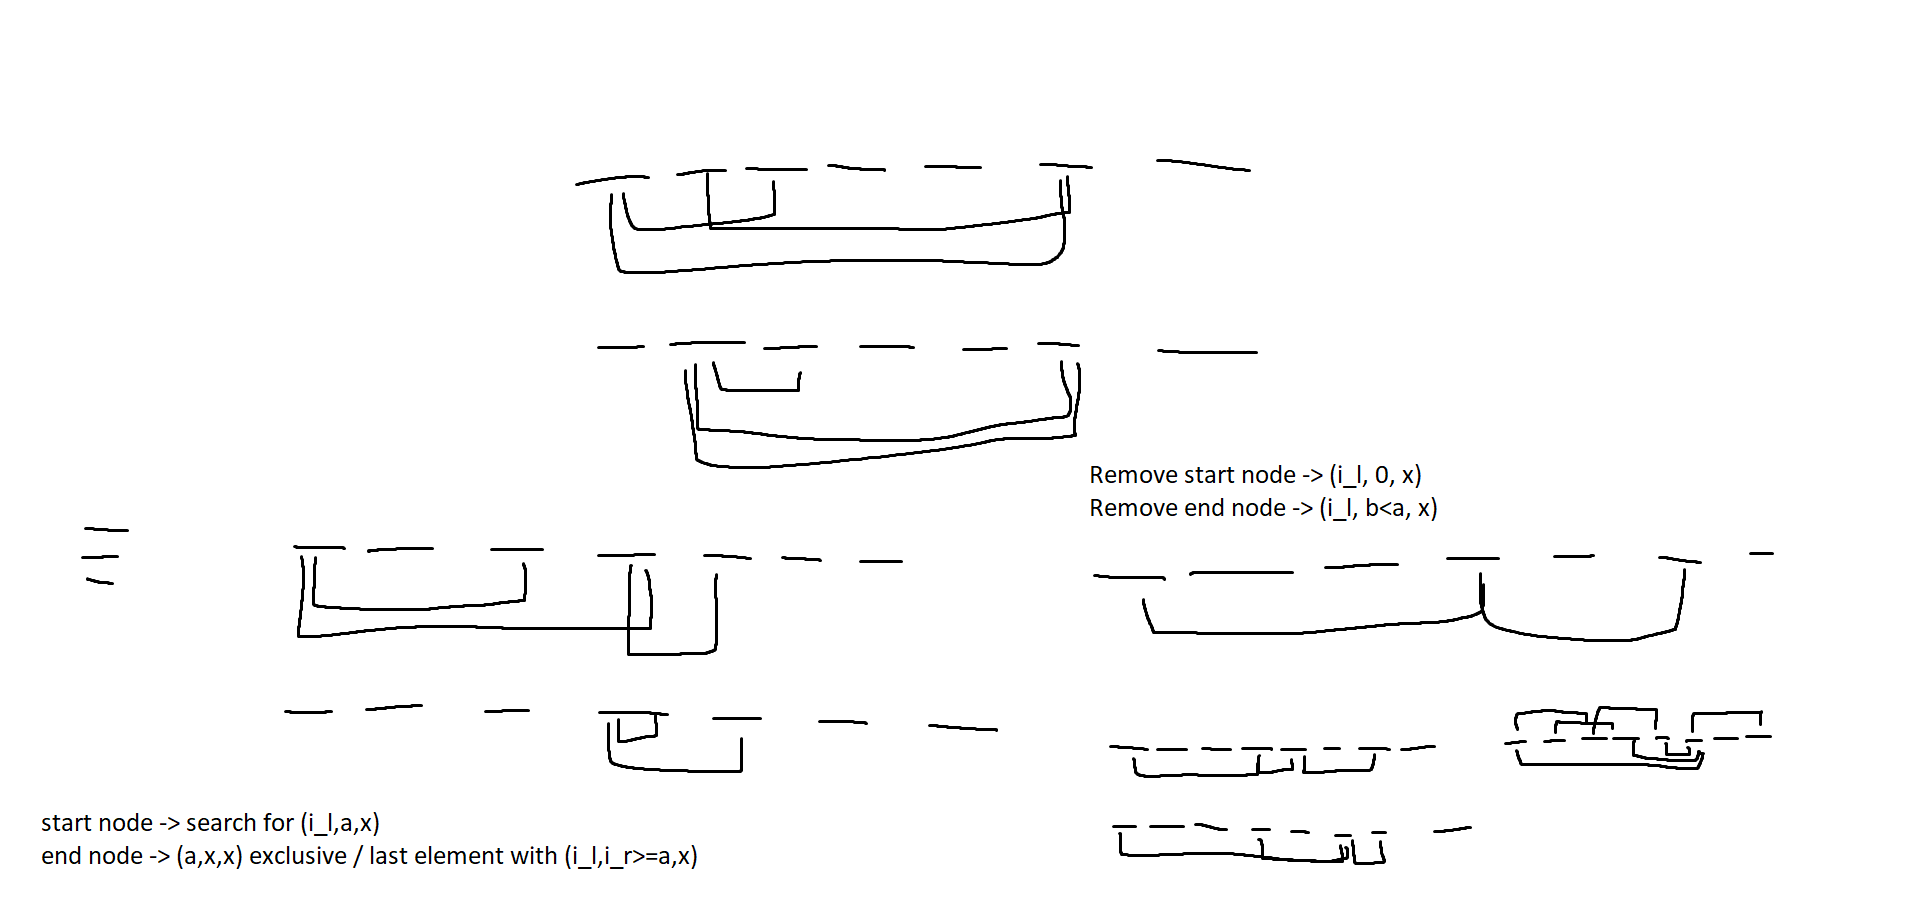 Remove start node -> (i_l, 0, x)
Remove end node -> (i_l, b<a, x)
start node -> search for (i_l,a,x)
end node -> (a,x,x) exclusive / last element with (i_l,i_r>=a,x)